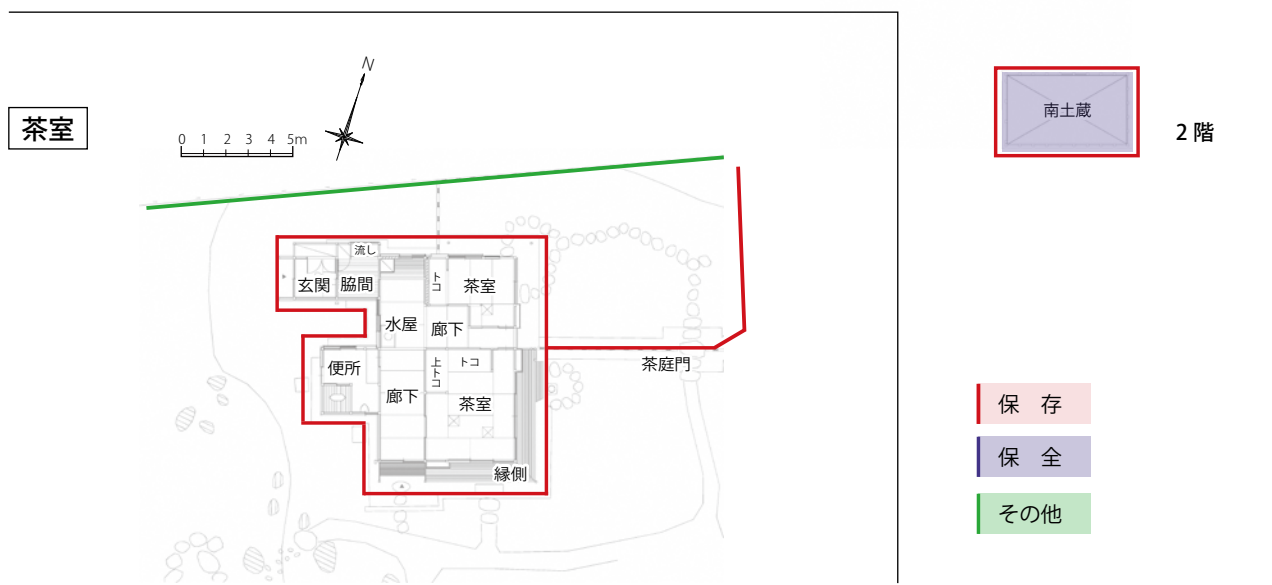 N
茶室
0 1 2 3 4 5m
南土蔵
2 階
流し
玄関
脇間
トコ
茶室
水屋
廊下
茶庭門
便所
上トコ
トコ
廊下
茶室
縁側
保 存
保 全
その他